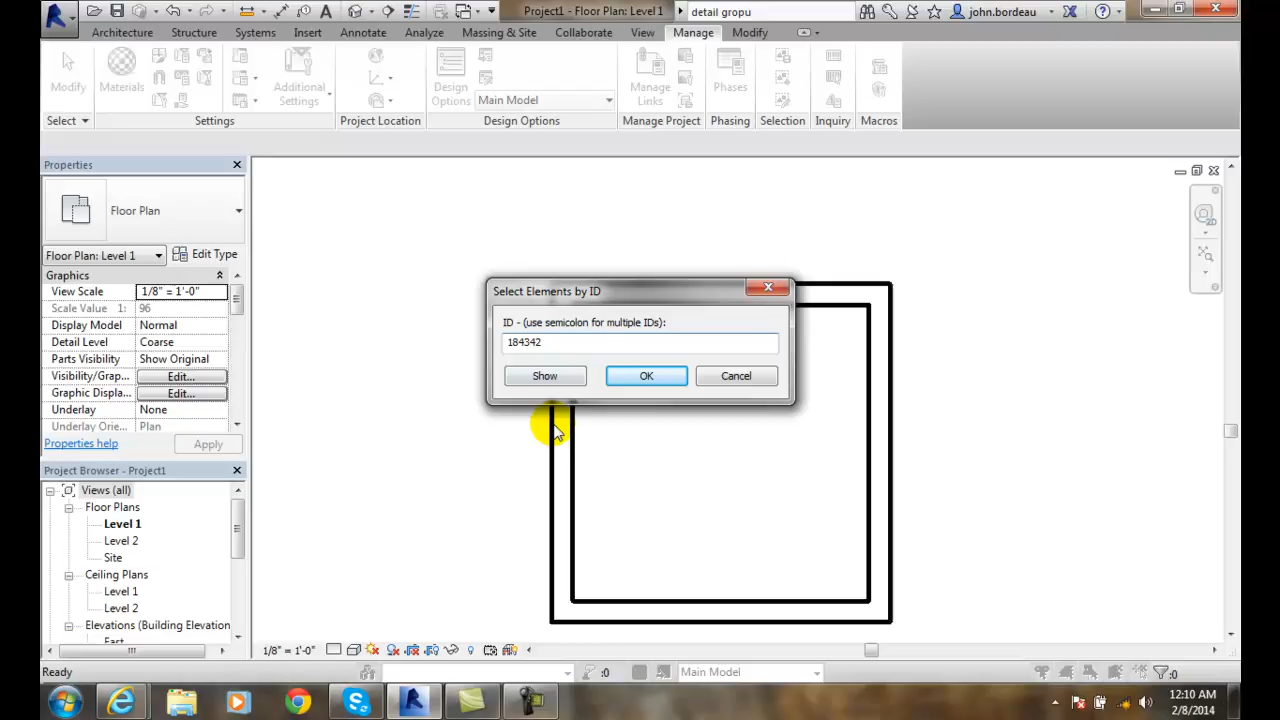 Project1 - Floor Plan: Level 1
detail gropu
john.bordeau
Architecture Structure Systems Insert Annotate Analyze Massing & Site Collaborate View Manage Modify
Modify Materials Additional Settings Design Options Main Model Manage Links Phases
Select Settings Project Location Design Options Manage Project Phasing Selection Inquiry Macros
Properties
Floor Plan
Floor Plan: Level 1 Edit Type
Graphics
View Scale 1/8" = 1'-0"
Scale Value 1: 96
Display Model Normal
Detail Level Coarse
Parts Visibility Show Original
Visibility/Grap... Edit...
Graphic Displa... Edit...
Underlay None
Underlay Orie... Plan
Properties help Apply
Project Browser - Project1
Views (all)
Floor Plans
Level 1
Level 2
Site
Ceiling Plans
Level 1
Level 2
Elevations (Building Elevation
East
Select Elements by ID
ID - (use semicolon for multiple IDs):
184342
Show OK Cancel
1/8" = 1'-0"
Ready :0 Main Model :0
12:10 AM
2/8/2014